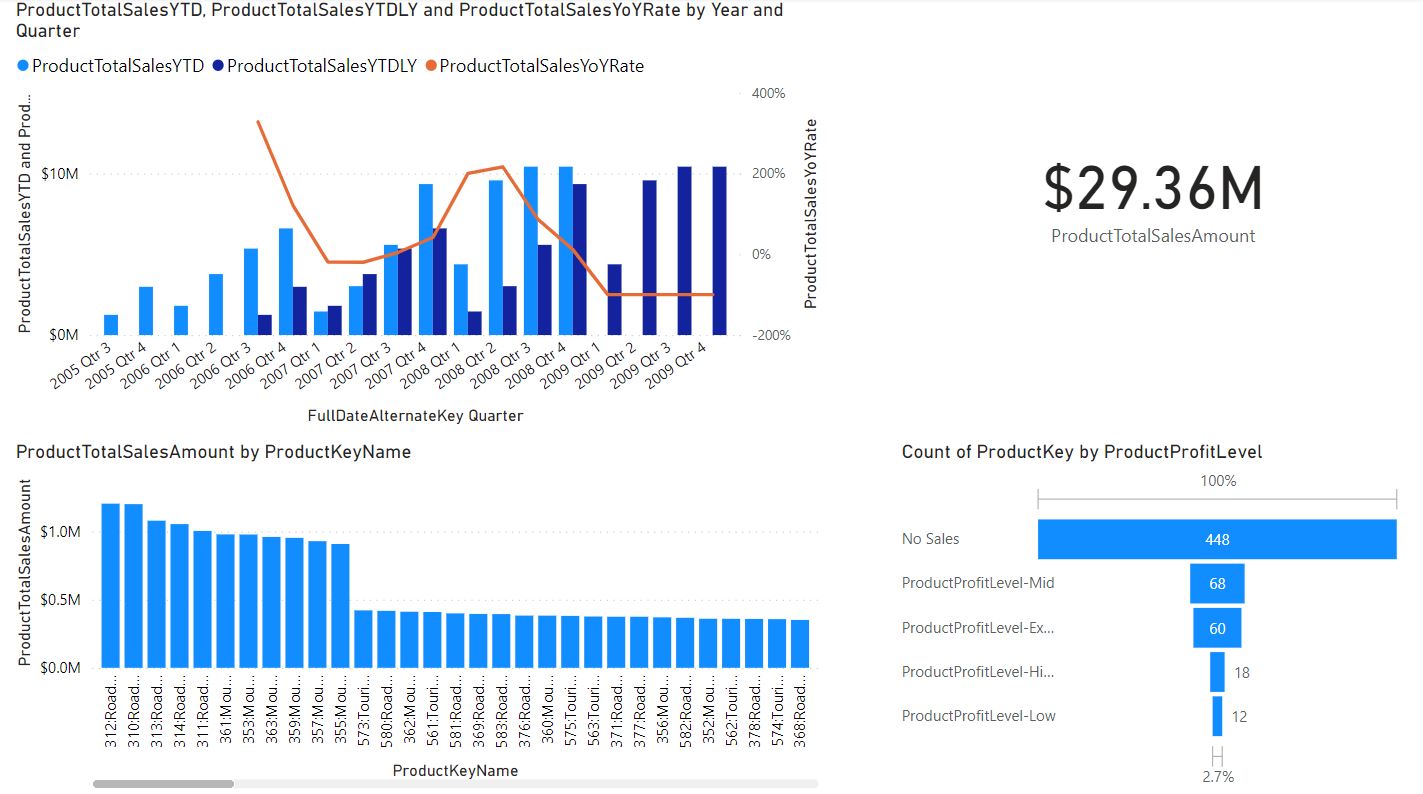 ProductTotalSalesYTD, ProductTotalSalesYTDLY and ProductTotalSalesYoYRate by Year and
Quarter
ProductTotalSalesYTD ProductTotalSalesYTDLY ProductTotalSalesYoYRate
ProductTotalSalesYTD and Prod...
$10M
$0M
400%
200%
0%
-200%
ProductTotalSalesYoYRate
2005 Qtr 3
2005 Qtr 4
2006 Qtr 1
2006 Qtr 2
2006 Qtr 3
2006 Qtr 4
2007 Qtr 1
2007 Qtr 2
2007 Qtr 3
2007 Qtr 4
2008 Qtr 1
2008 Qtr 2
2008 Qtr 3
2008 Qtr 4
2009 Qtr 1
2009 Qtr 2
2009 Qtr 3
2009 Qtr 4
FullDateAlternateKey Quarter
$29.36M
ProductTotalSalesAmount
ProductTotalSalesAmount by ProductKeyName
ProductTotalSalesAmount
$1.0M
$0.5M
$0.0M
312:Road...
310:Road...
313:Road...
314:Road...
311:Road...
361:Mou...
353:Mou...
363:Mou...
359:Mou...
357:Mou...
355:Mou...
573:Touri...
580:Road...
362:Mou...
561:Touri...
581:Road...
369:Road...
583:Road...
376:Road...
360:Mou...
575:Touri...
563:Touri...
371:Road...
377:Road...
356:Mou...
582:Road...
352:Mou...
562:Touri...
378:Road...
574:Touri...
368:Road...
ProductKeyName
Count of ProductKey by ProductProfitLevel
100%
No Sales 448
ProductProfitLevel-Mid 68
ProductProfitLevel-Ex... 60
ProductProfitLevel-Hi... 18
ProductProfitLevel-Low 12
2.7%